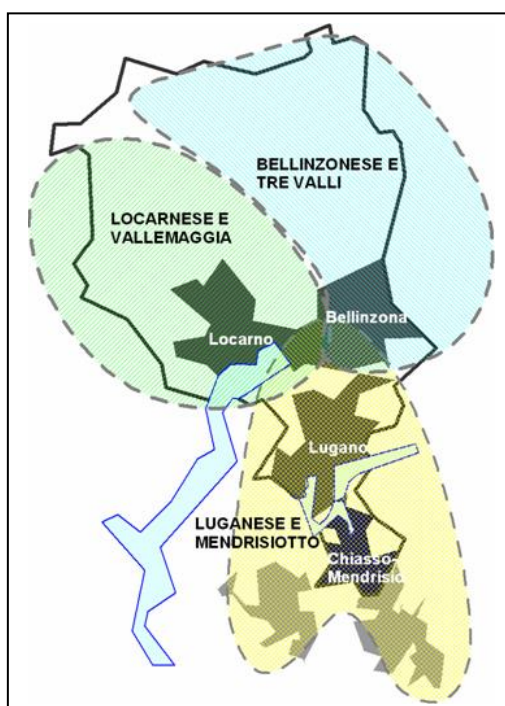 BELLINZONESE E
TRE VALLI
LOCARNESE E
VALLEMAGGIA
Bellinzona
Locarno
Lugano
LUGANESE E
MENDRISIOTTO
Chiasso-
Mendrisio